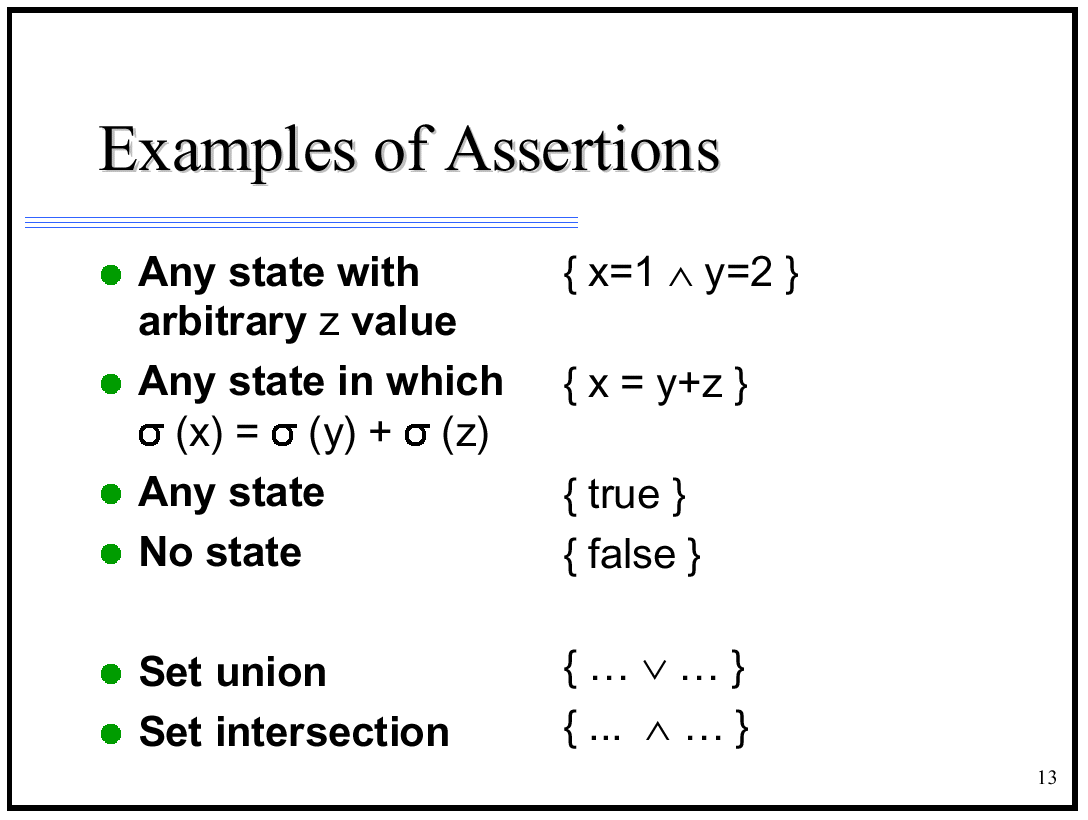 Examples of Assertions
Any state with { x=1 ∧ y=2 }
arbitrary z value
Any state in which { x = y+z }
σ (x) = σ (y) + σ (z)
Any state { true }
No state { false }
Set union { … ∨ … }
Set intersection { ... ∧ … }
13